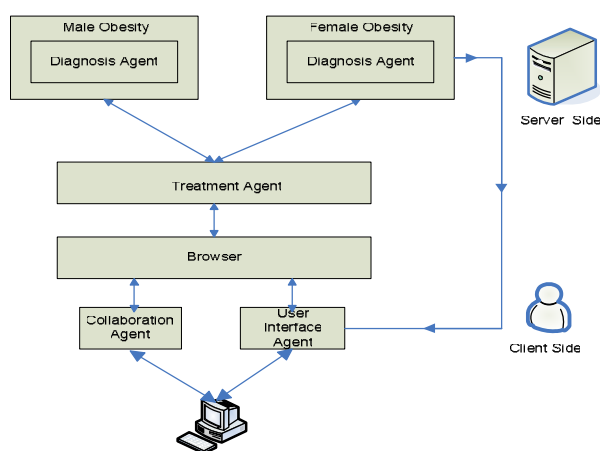 Male Obesity
Diagnosis Agent
Female Obesity
Diagnosis Agent
Server Side
Treatment Agent
Browser
Collaboration
Agent
User
Interface
Agent
Client Side